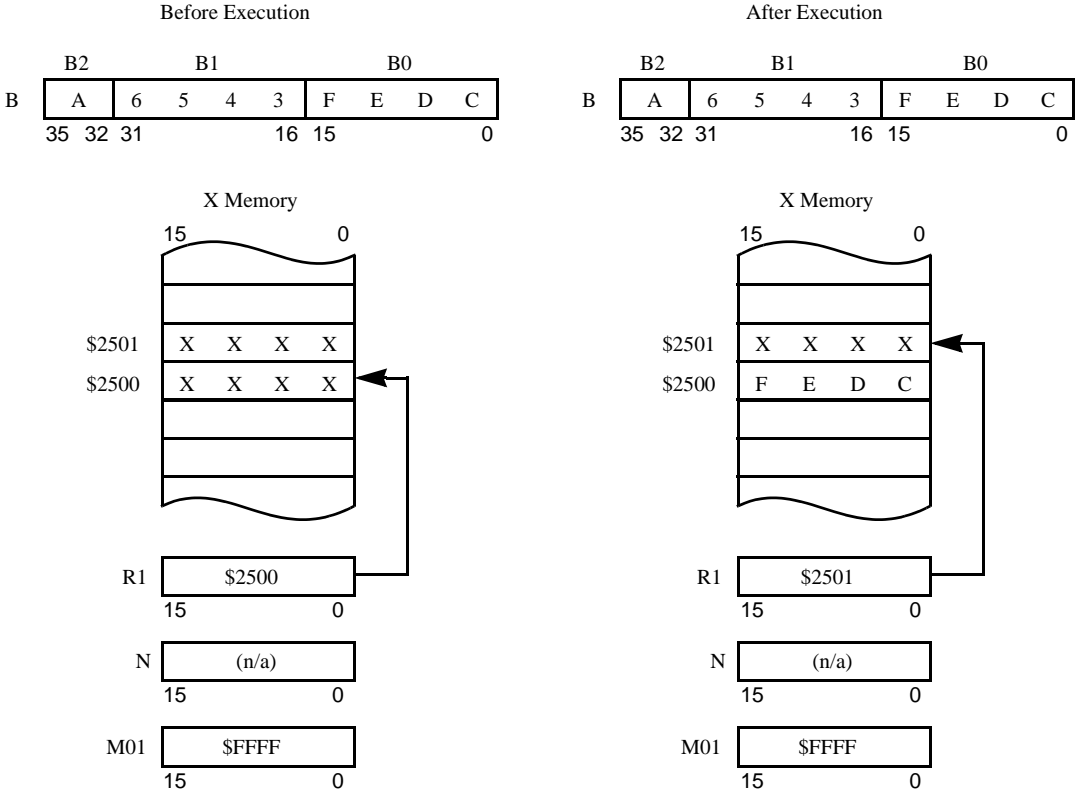 Before Execution
After Execution
B2 B1 B0
B2 B1 B0
B A 6 5 4 3 F E D C
B A 6 5 4 3 F E D C
35 32 31 16 15 0
35 32 31 16 15 0
X Memory
X Memory
15 0
15 0
$2501 X X X X
$2501 X X X X
$2500 X X X X
$2500 F E D C
R1 $2500
R1 $2501
15 0
15 0
N (n/a)
N (n/a)
15 0
15 0
M01 $FFFF
M01 $FFFF
15 0
15 0